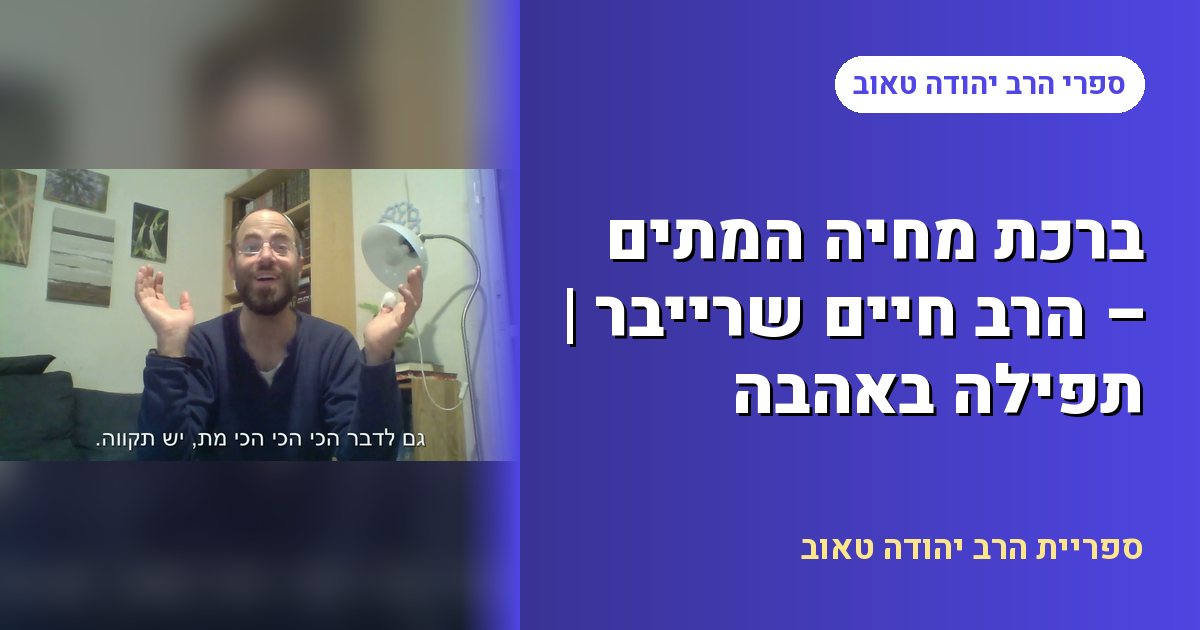 ספרי הרב יהודה טאוב
ברכת מחיה המתים
– הרב חיים שרייבר |
תפילה באהבה
גם לדבר הכי הכי הכי מת, יש תקווה.
ספריית הרב יהודה טאוב